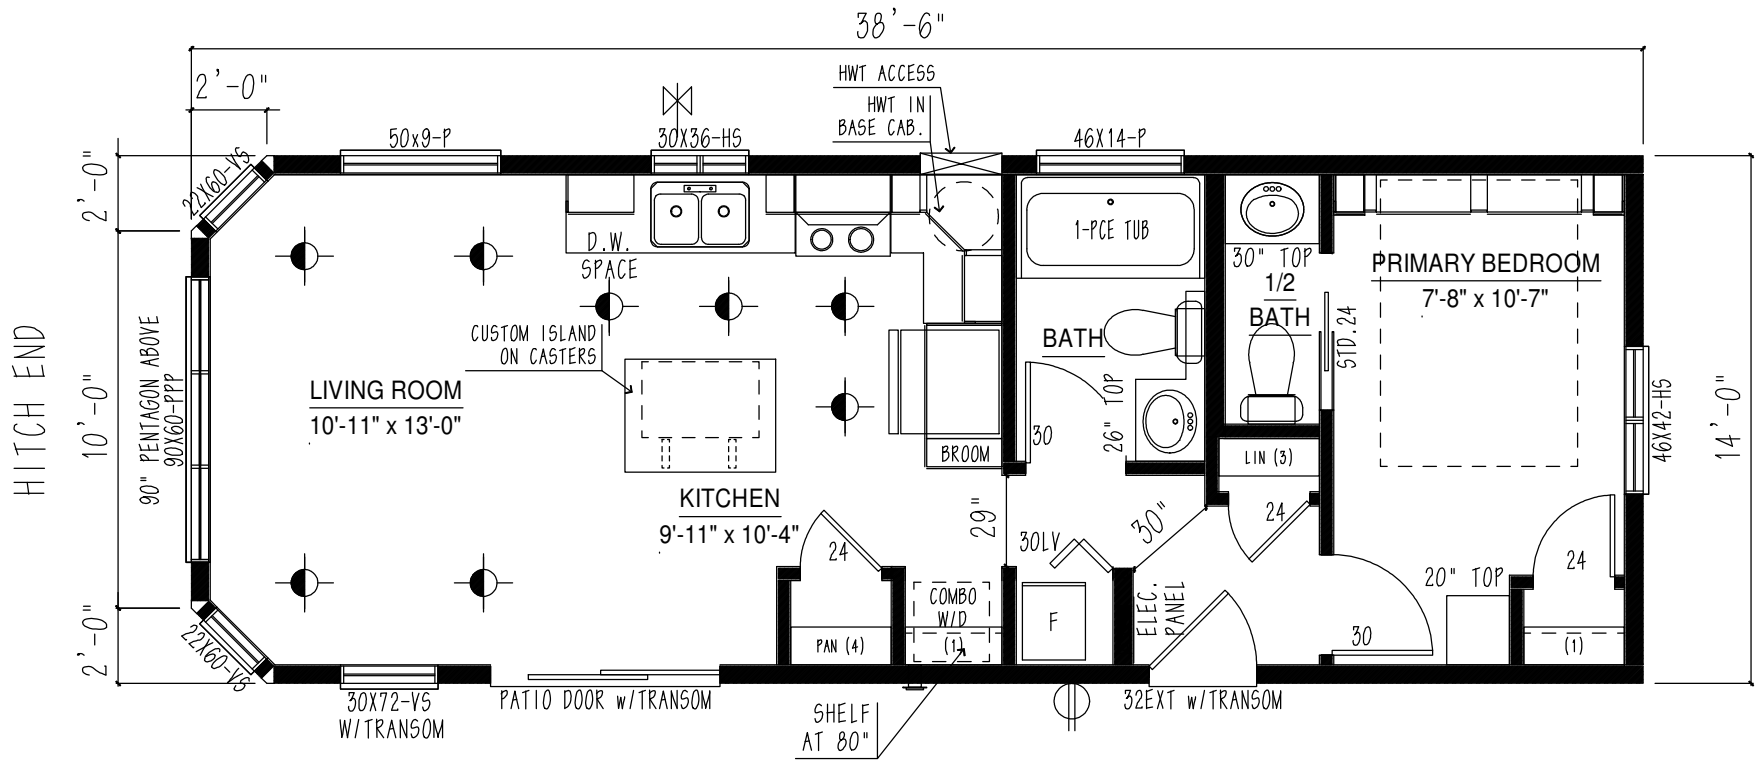 38'-6"
2'-0"
HWT ACCESS
HWT IN
BASE CAB.
50x9-P
30X36-HS
46X14-P
2'-0"
22X60-VS
1-PCE TUB
D.W.
SPACE
30" TOP
1/2
BATH
PRIMARY BEDROOM
7'-8" x 10'-7"
HITCH END
10'-0"
90" PENTAGON ABOVE
90X60-PPP
CUSTOM ISLAND
ON CASTERS
LIVING ROOM
10'-11" x 13'-0"
BATH
STD.24
26" TOP
30
46X42-HS
14'-0"
BROOM
LIN (3)
KITCHEN
9'-11" x 10'-4"
29"
30"
24
24
30LV
24
20" TOP
COMBO
W/D
(1)
ELEC.
PANEL
F
PAN (4)
30
(1)
2'-0"
22X60-VS
30X72-VS
W/TRANSOM
PATIO DOOR w/TRANSOM
32EXT w/TRANSOM
SHELF
AT 80"